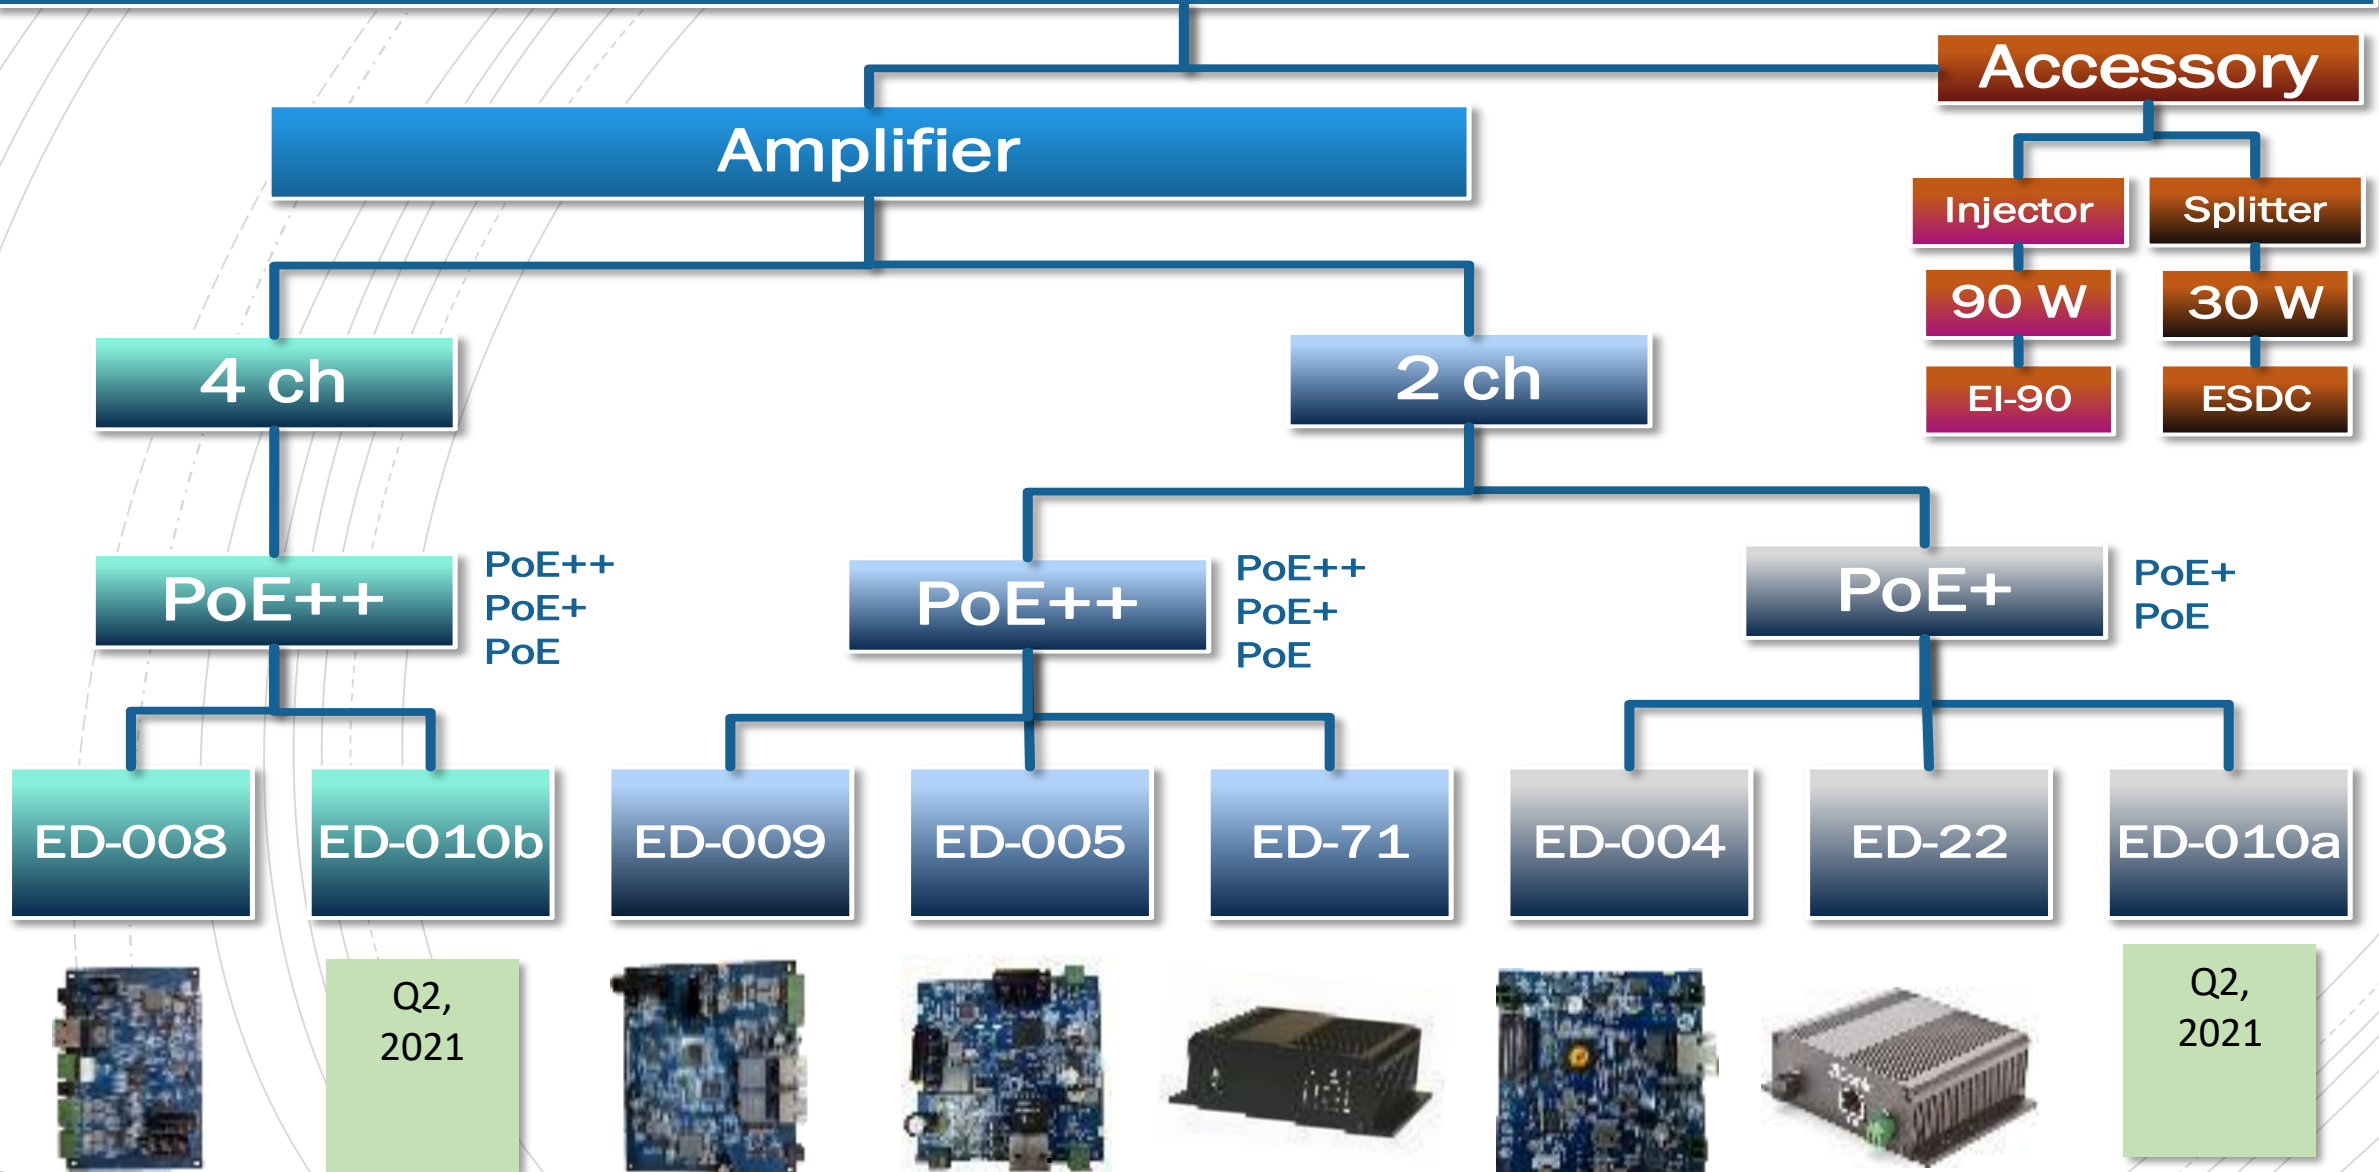 Accessory
Amplifier
Injector
Splitter
90 W
30 W
EI-90
ESDC
4 ch
2 ch
PoE++
PoE++
PoE+
PoE
PoE++
PoE++
PoE+
PoE
PoE+
PoE+
PoE
ED-008
ED-010b
ED-009
ED-005
ED-71
ED-004
ED-22
ED-010a
Q2,
2021
Q2,
2021